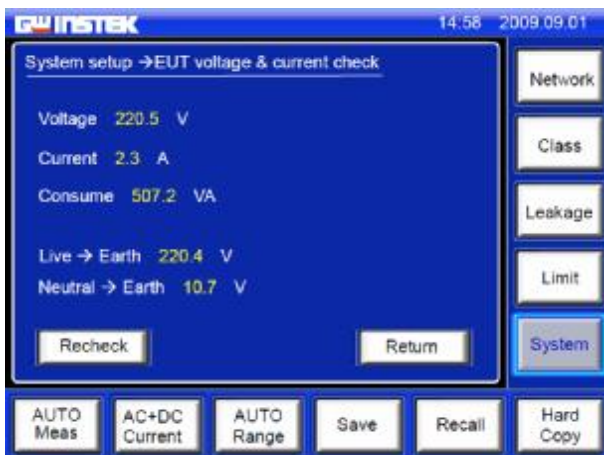 GWINSTEK 14:58 2009.09.01
System setup →EUT voltage & current check
Voltage 220.5 V
Current 2.3 A
Consume 507.2 VA
Live → Earth 220.4 V
Neutral → Earth 10.7 V
Recheck
Return
Network
Class
Leakage
Limit
System
AUTO
Meas
AC+DC
Current
AUTO
Range
Save
Recall
Hard
Copy